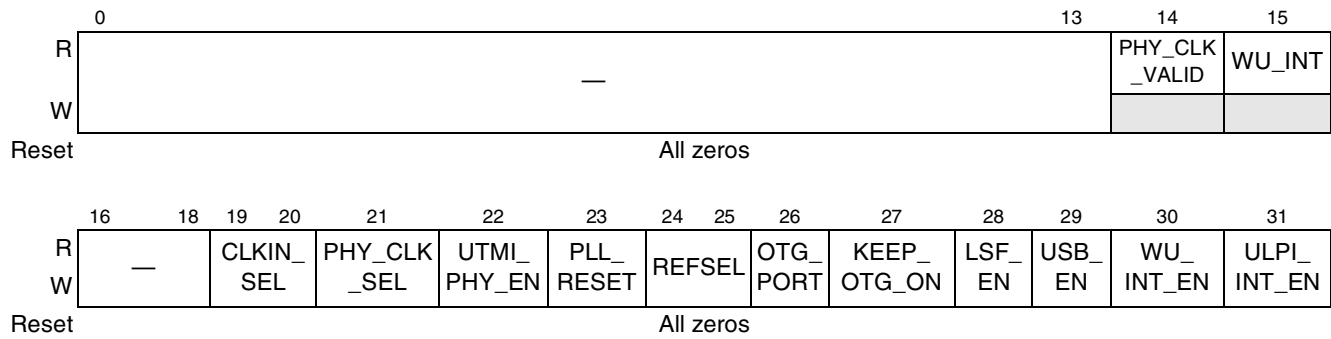 0 13 14 15
R — PHY_CLK WU_INT
_VALID
W
Reset All zeros
16 18 19 20 21 22 23 24 25 26 27 28 29 30 31
R — CLKIN_ PHY_CLK UTMI_ PLL_ REFSEL OTG_ KEEP_ LSF_ USB_ WU_ ULPI_
W SEL _SEL PHY_EN RESET PORT OTG_ON EN EN INT_EN INT_EN
Reset All zeros